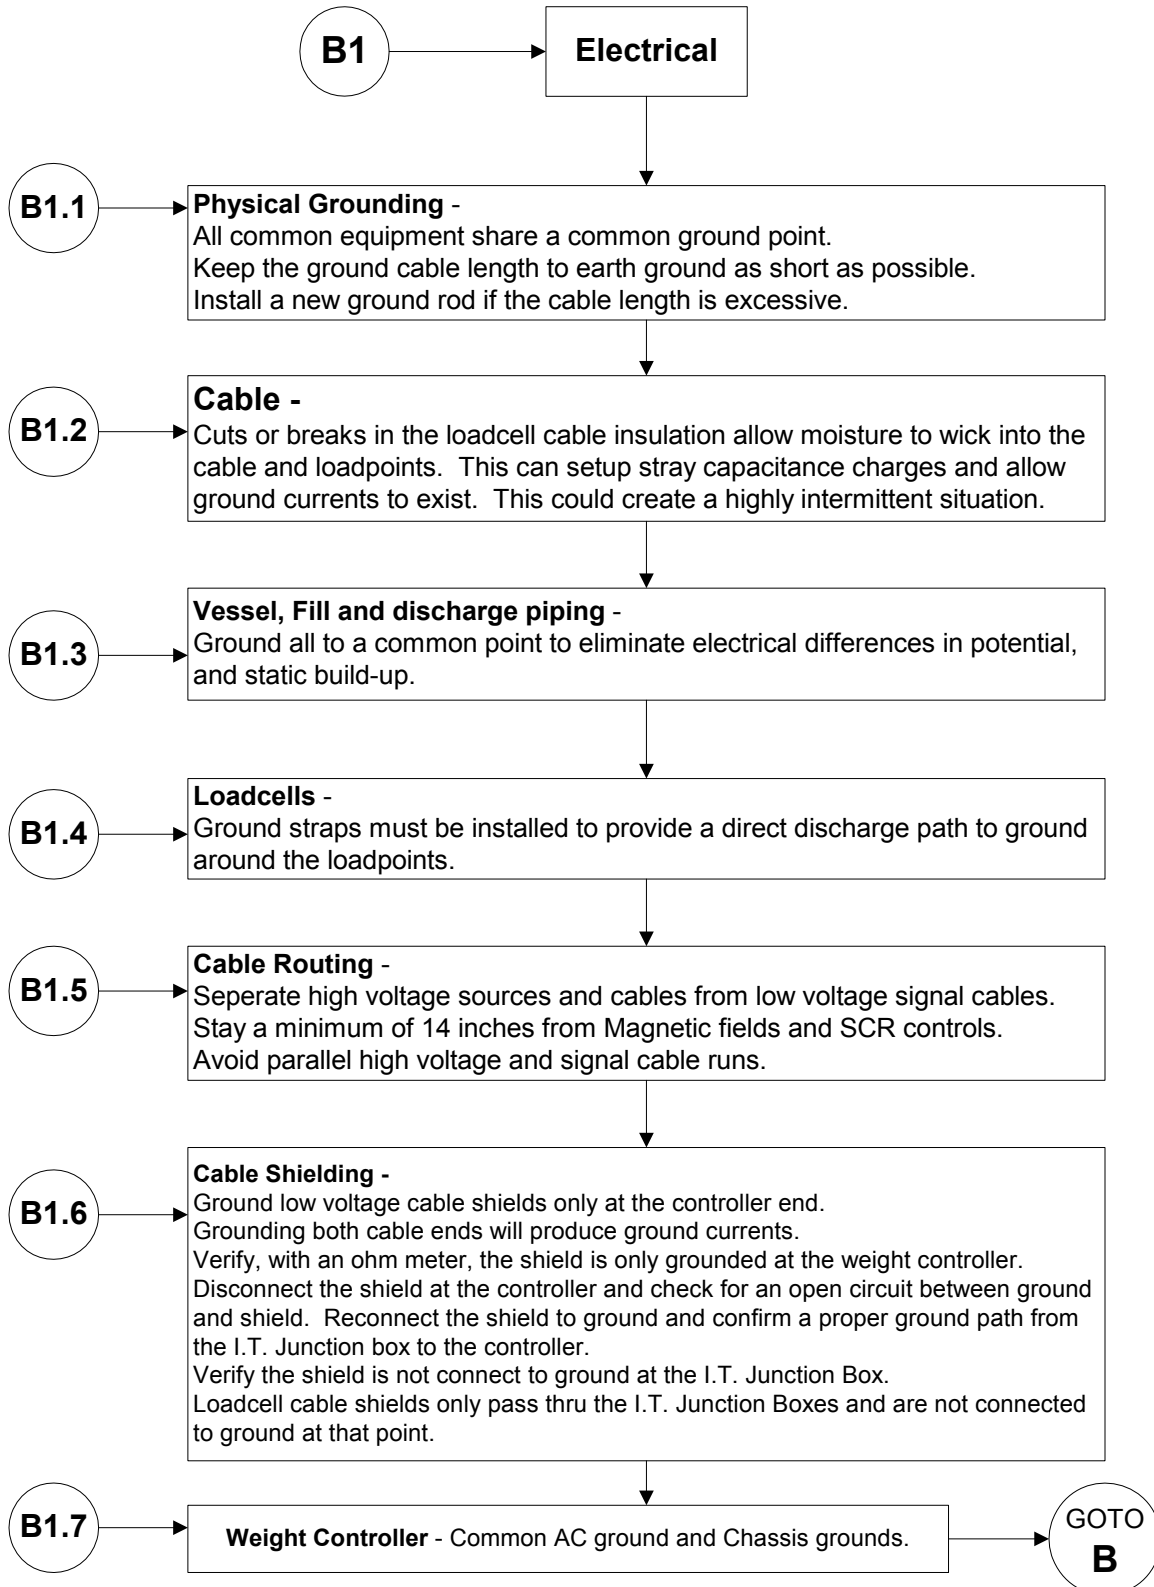 B1
Electrical
B1.1
Physical Grounding -
All common equipment share a common ground point.
Keep the ground cable length to earth ground as short as possible.
Install a new ground rod if the cable length is excessive.
B1.2
Cable -
Cuts or breaks in the loadcell cable insulation allow moisture to wick into the
cable and loadpoints.  This can setup stray capacitance charges and allow
ground currents to exist.  This could create a highly intermittent situation.
B1.3
Vessel, Fill and discharge piping -
Ground all to a common point to eliminate electrical differences in potential,
and static build-up.
B1.4
Loadcells -
Ground straps must be installed to provide a direct discharge path to ground
around the loadpoints.
B1.5
Cable Routing -
Seperate high voltage sources and cables from low voltage signal cables.
Stay a minimum of 14 inches from Magnetic fields and SCR controls.
Avoid parallel high voltage and signal cable runs.
B1.6
Cable Shielding -
Ground low voltage cable shields only at the controller end.
Grounding both cable ends will produce ground currents.
Verify, with an ohm meter, the shield is only grounded at the weight controller.
Disconnect the shield at the controller and check for an open circuit between ground
and shield.  Reconnect the shield to ground and confirm a proper ground path from
the I.T. Junction box to the controller.
Verify the shield is not connect to ground at the I.T. Junction Box.
Loadcell cable shields only pass thru the I.T. Junction Boxes and are not connected
to ground at that point.
B1.7
Weight Controller - Common AC ground and Chassis grounds.
GOTO
B